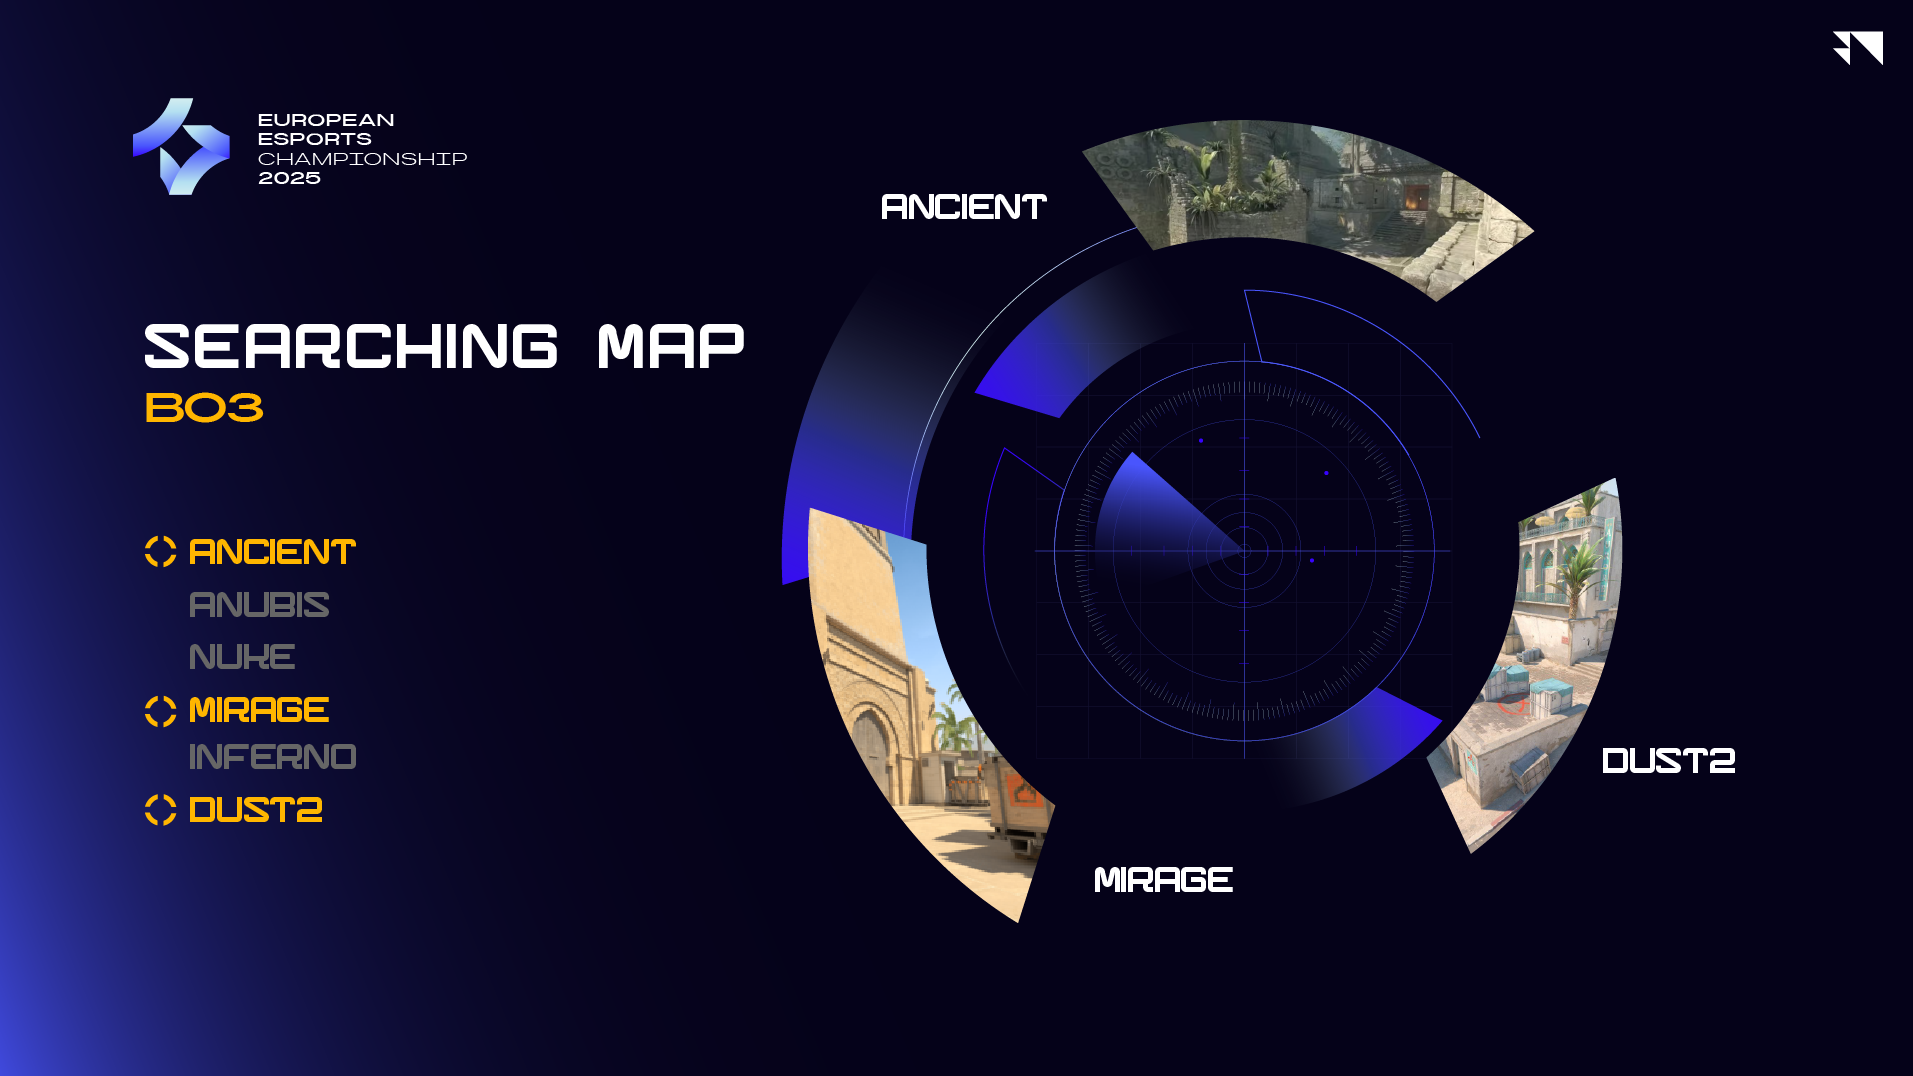 EUROPEAN
ESPORTS
CHAMPIONSHIP
2025
SEARCHING MAP
BO3
ANCIENT
ANUBIS
NUKE
MIRAGE
INFERNO
DUST2
ANCIENT
DUST2
MIRAGE